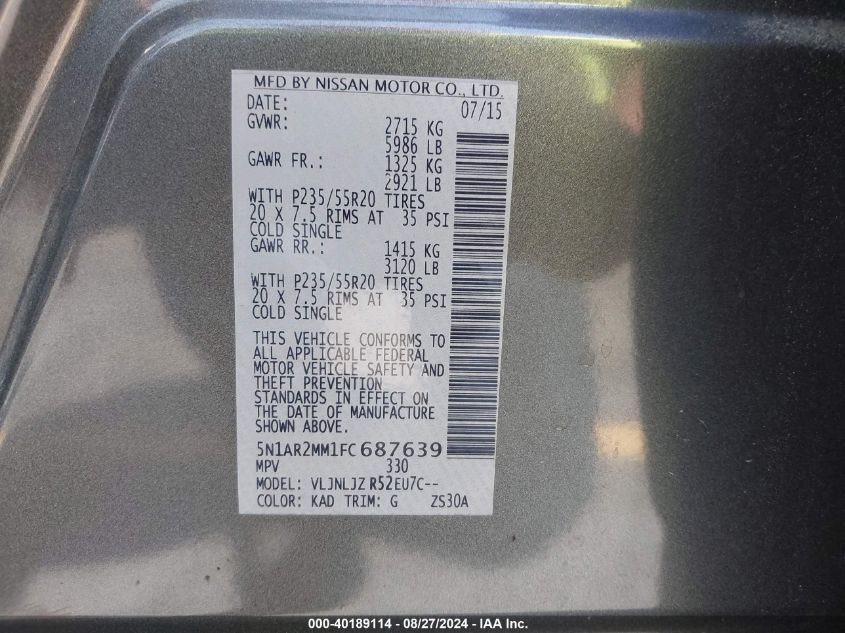 MFD BY NISSAN MOTOR CO., LTD.
DATE: 07/15
GVWR: 2715 KG
5986 LB
GAWR FR.: 1325 KG
2921 LB
WITH P235/55R20 TIRES
20 X 7.5 RIMS AT 35 PSI
COLD SINGLE
GAWR RR.: 1415 KG
3120 LB
WITH P235/55R20 TIRES
20 X 7.5 RIMS AT 35 PSI
COLD SINGLE
THIS VEHICLE CONFORMS TO
ALL APPLICABLE FEDERAL
MOTOR VEHICLE SAFETY AND
THEFT PREVENTION
STANDARDS IN EFFECT ON
THE DATE OF MANUFACTURE
SHOWN ABOVE.
5N1AR2MM1FC687639
MPV 330
MODEL: VLJNLJZ R52EU7C--
COLOR: KAD TRIM: G ZS30A
000-40189114 - 08/27/2024 - IAA Inc.